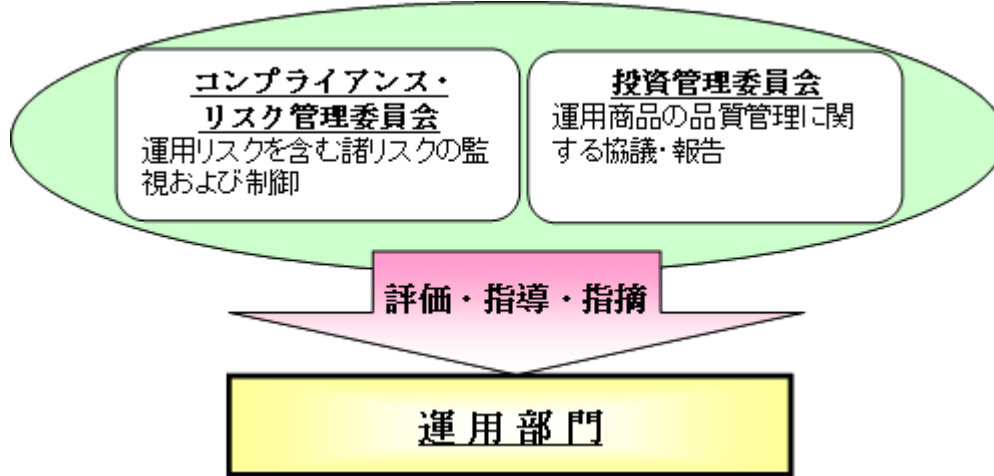 コンプライアンス・
リスク管理委員会
運用リスクを含む諸リスクの監
視および制御
投資管理委員会
運用商品の品質管理に関
する協議・報告
評価・指導・指摘
運用部門